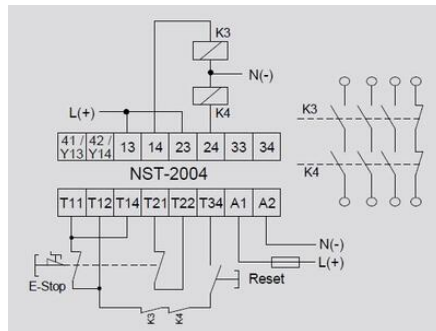 K3
N(-)
L(+)
K4
41 / Y13
42 / Y14
13
14
23
24
33
34
NST-2004
T11
T12
T14
T21
T22
T34
A1
A2
N(-)
L(+)
E-Stop
Reset
K3
K4
K3
K4